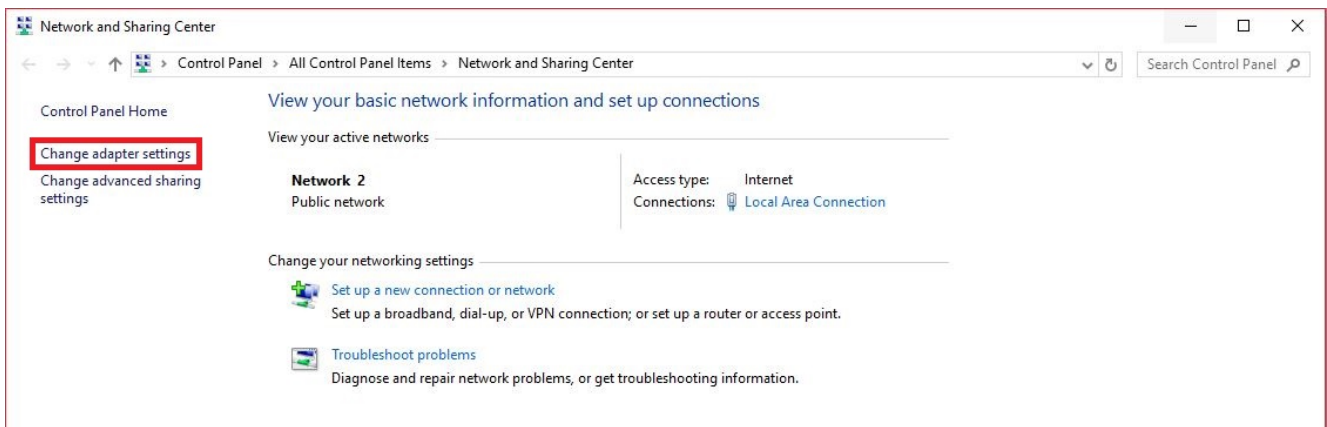 Network and Sharing Center
Control Panel > All Control Panel Items > Network and Sharing Center
Search Control Panel
Control Panel Home
Change adapter settings
Change advanced sharing
settings
View your basic network information and set up connections
View your active networks
Network 2
Public network
Access type: Internet
Connections: Local Area Connection
Change your networking settings
Set up a new connection or network
Set up a broadband, dial-up, or VPN connection; or set up a router or access point.
Troubleshoot problems
Diagnose and repair network problems, or get troubleshooting information.